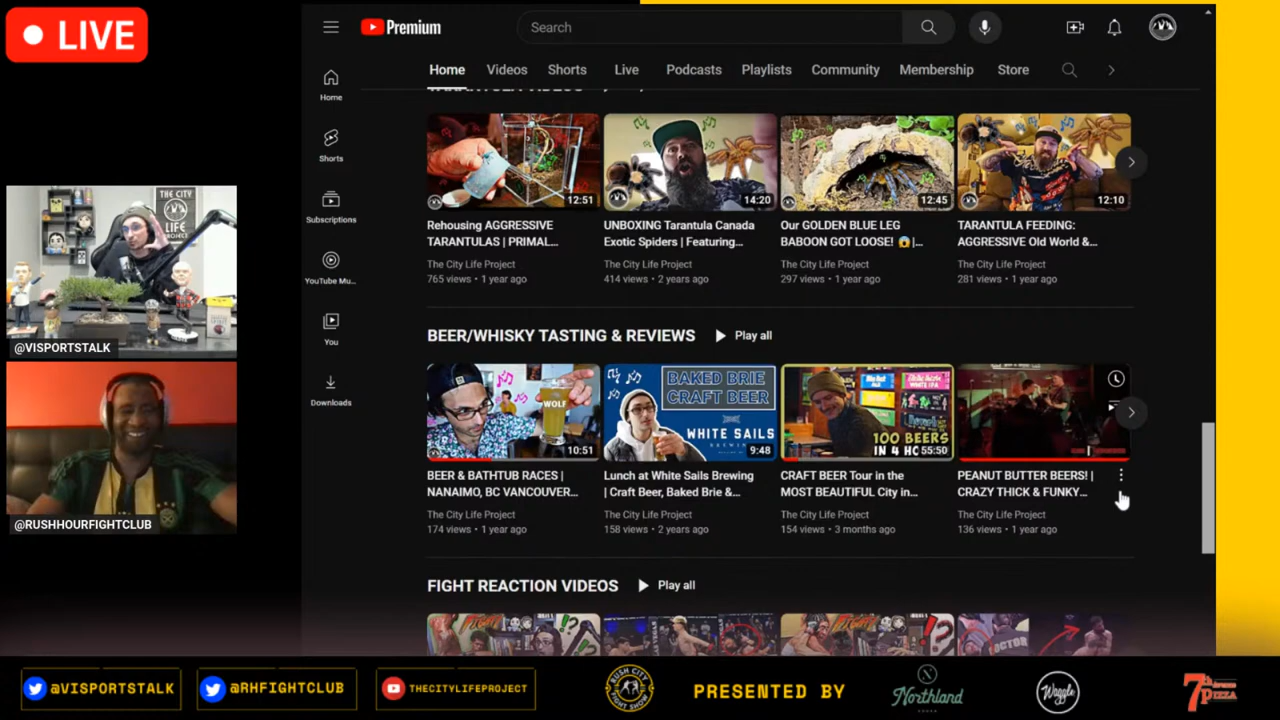 LIVE
Premium
Search
Home
Videos
Shorts
Live
Podcasts
Playlists
Community
Membership
Store
Home
Shorts
Subscriptions
YouTube Mu...
You
Downloads
12:51
14:20
12:45
12:10
Rehousing AGGRESSIVE
TARANTULAS | PRIMAL...
The City Life Project
765 views • 1 year ago
UNBOXING Tarantula Canada
Exotic Spiders | Featuring...
The City Life Project
414 views • 2 years ago
Our GOLDEN BLUE LEG
BABOON GOT LOOSE! 😱 |...
The City Life Project
297 views • 1 year ago
TARANTULA FEEDING:
AGGRESSIVE Old World &...
The City Life Project
281 views • 1 year ago
BEER/WHISKY TASTING & REVIEWS
Play all
WOLF
10:51
BAKED BRIE
CRAFT BEER
WHITE SAILS
9:48
WHITE IPA
100 BEERS
IN 4 HO
55:50
BEER & BATHTUB RACES |
NANAIMO, BC VANCOUVER...
The City Life Project
174 views • 1 year ago
Lunch at White Sails Brewing
| Craft Beer, Baked Brie &...
The City Life Project
158 views • 2 years ago
CRAFT BEER Tour in the
MOST BEAUTIFUL City in...
The City Life Project
154 views • 3 months ago
PEANUT BUTTER BEERS! |
CRAZY THICK & FUNKY...
The City Life Project
136 views • 1 year ago
FIGHT REACTION VIDEOS
Play all
THE CITY
LIFE
PROJECT
@VISPORTSTALK
@RUSHHOURFIGHTCLUB
@VISPORTSTALK
@RHFIGHTCLUB
THECITYLIFEPROJECT
RUSH CITY
FIGHT SHOW
PRESENTED BY
Northland
Waggle
7th Avenue
PIZZA